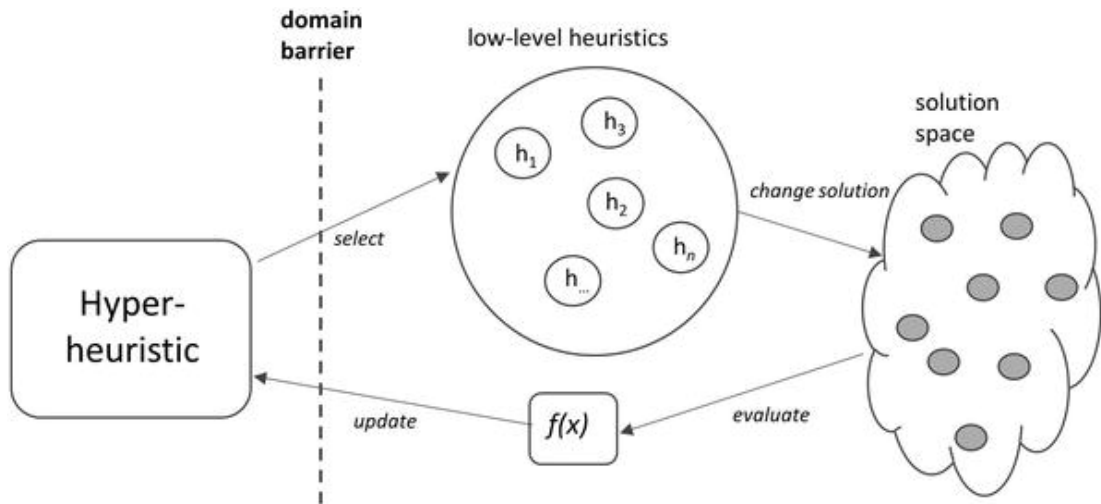 domain
barrier
low-level heuristics
solution
space
h1
h3
h2
hn
h...
change solution
select
Hyper-
heuristic
f(x)
update
evaluate